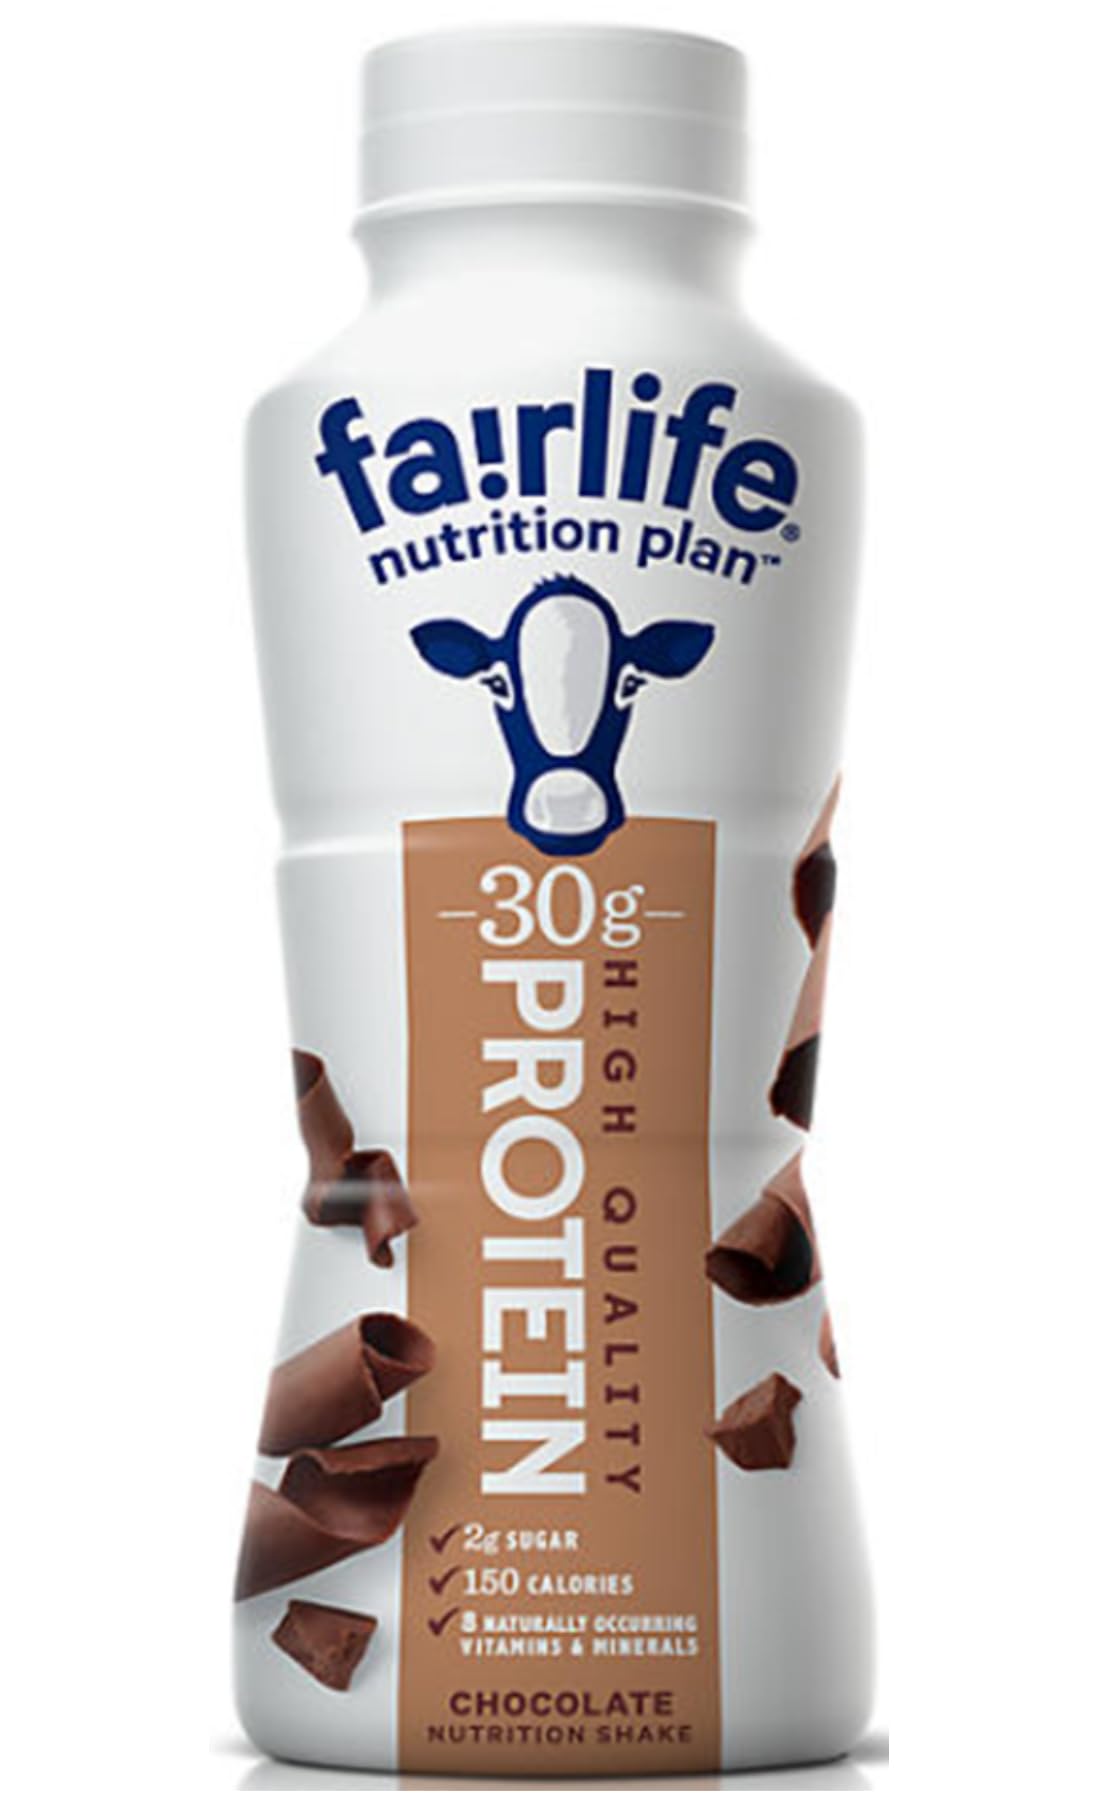 fa!rlife®
nutrition plan™
30g
PROTEIN
HIGH QUALITY
2g SUGAR
150 CALORIES
8 NATURALLY OCCURRING
VITAMINS & MINERALS
CHOCOLATE
NUTRITION SHAKE